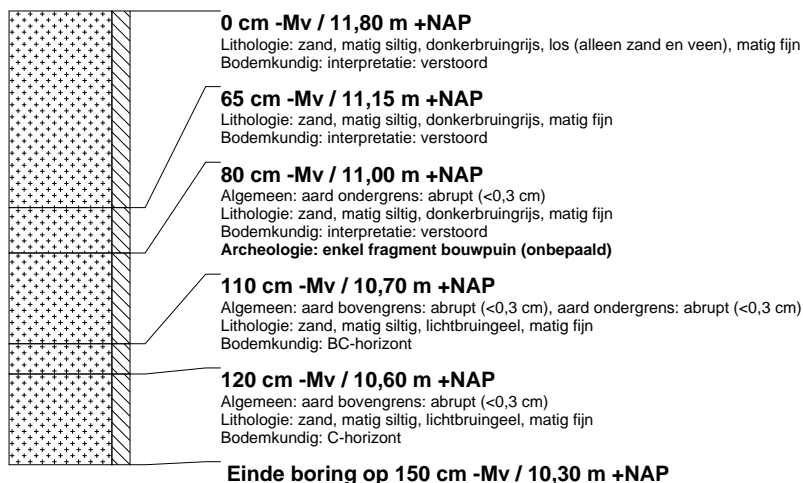 0 cm -Mv / 11,80 m +NAP
Lithologie: zand, matig siltig, donkerbruingrijs, los (alleen zand en veen), matig fijn
Bodemkundig: interpretatie: verstoord
65 cm -Mv / 11,15 m +NAP
Lithologie: zand, matig siltig, donkerbruingrijs, matig fijn
Bodemkundig: interpretatie: verstoord
80 cm -Mv / 11,00 m +NAP
Algemeen: aard ondergrens: abrupt (<0,3 cm)
Lithologie: zand, matig siltig, donkerbruingrijs, matig fijn
Bodemkundig: interpretatie: verstoord
Archeologie: enkel fragment bouwpuin (onbepaald)
110 cm -Mv / 10,70 m +NAP
Algemeen: aard bovengrens: abrupt (<0,3 cm), aard ondergrens: abrupt (<0,3 cm)
Lithologie: zand, matig siltig, lichtbruingeel, matig fijn
Bodemkundig: BC-horizont
120 cm -Mv / 10,60 m +NAP
Algemeen: aard bovengrens: abrupt (<0,3 cm)
Lithologie: zand, matig siltig, lichtbruingeel, matig fijn
Bodemkundig: C-horizont
Einde boring op 150 cm -Mv / 10,30 m +NAP